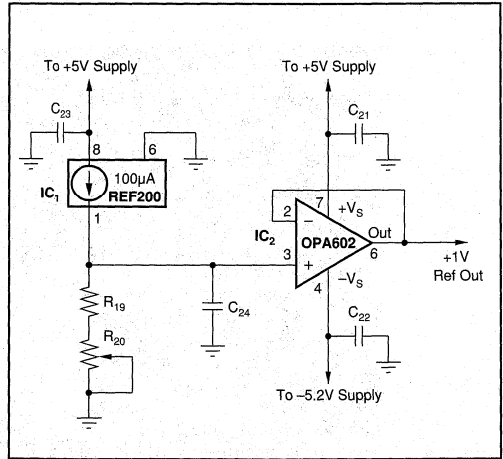 To +5V Supply
To +5V Supply
C23
C21
8
6
100µA
REF200
IC1
1
2
7
+VS
IC2
OPA602
Out
6
3
4
−VS
+1V
Ref Out
R19
C24
C22
R20
To −5.2V Supply